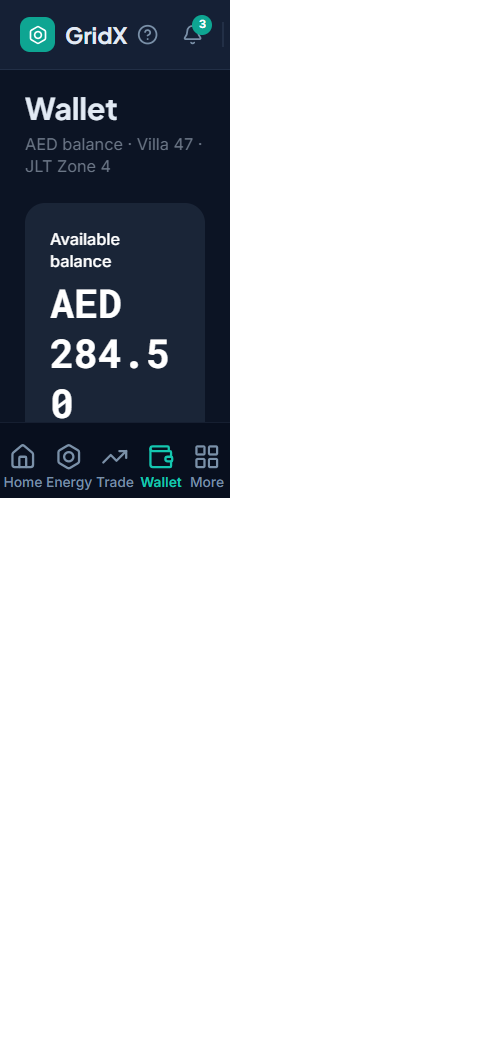 GridX
3
Wallet
AED balance · Villa 47 ·
JLT Zone 4
Available
balance
AED
284.5
0
Home Energy Trade Wallet More